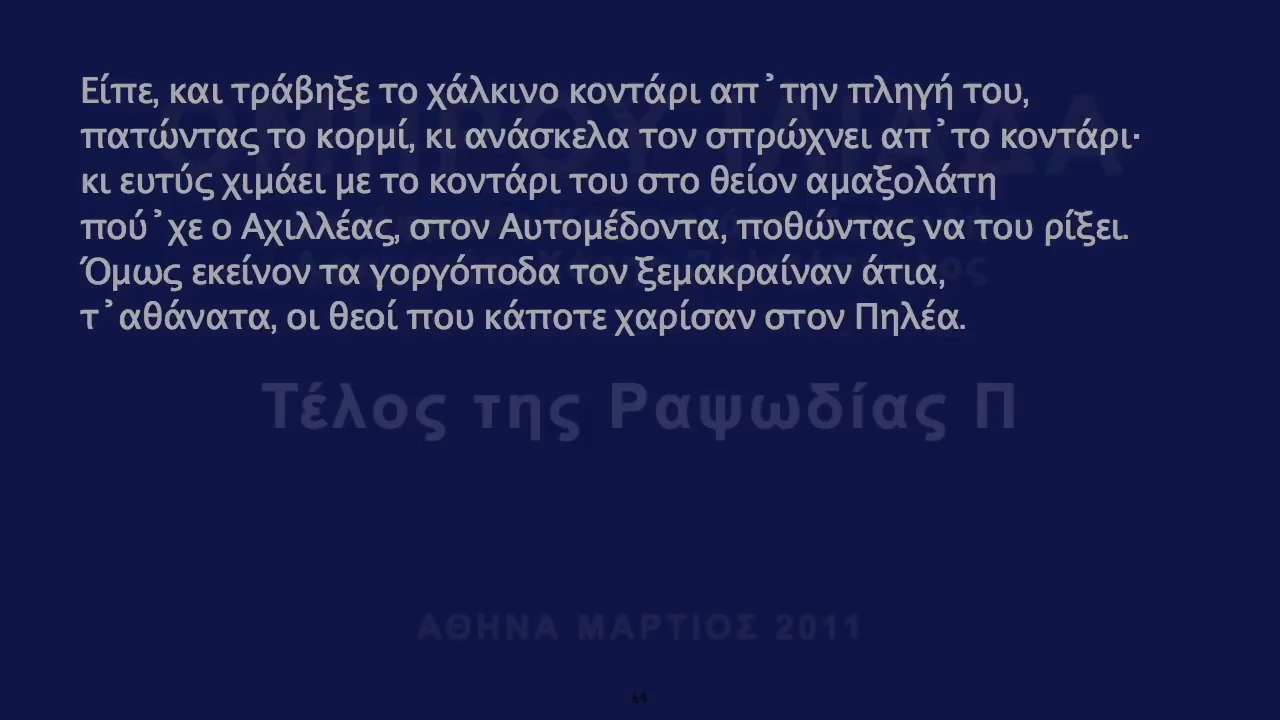 Είπε, και τράβηξε το χάλκινο κοντάρι απ᾿την πληγή του,
πατώντας το κορμί, κι ανάσκελα τον σπρώχνει απ᾿το κοντάρι·
κι ευτύς χιμάει με το κοντάρι του στο θείον αμαξολάτη
πού᾿χε ο Αχιλλέας, στον Αυτομέδοντα, ποθώντας να του ρίξει.
Όμως εκείνον τα γοργόποδα τον ξεμακραίναν άτια,
τ᾿αθάνατα, οι θεοί που κάποτε χαρίσαν στον Πηλέα.
ΟΜΗΡΟΥ ΙΛΙΑΔΑ
Τέλος της Ραψωδίας Π
ΑΘΗΝΑ ΜΑΡΤΙΟΣ 2011